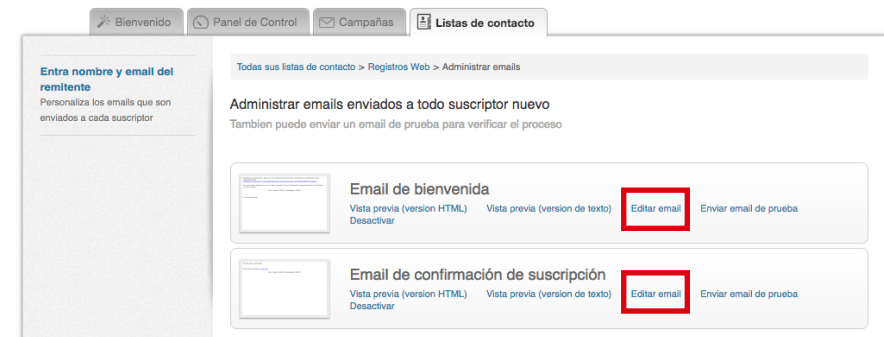 Bienvenido
Panel de Control
Campañas
Listas de contacto
Entra nombre y email del
remitente
Personaliza los emails que son
enviados a cada suscriptor
Todas sus listas de contacto > Registros Web > Administrar emails
Administrar emails enviados a todo suscriptor nuevo
Tambien puede enviar un email de prueba para verificar el proceso
Email de bienvenida
Vista previa (version HTML) Vista previa (version de texto) Editar email Enviar email de prueba
Desactivar
Email de confirmación de suscripción
Vista previa (version HTML) Vista previa (version de texto) Editar email Enviar email de prueba
Desactivar